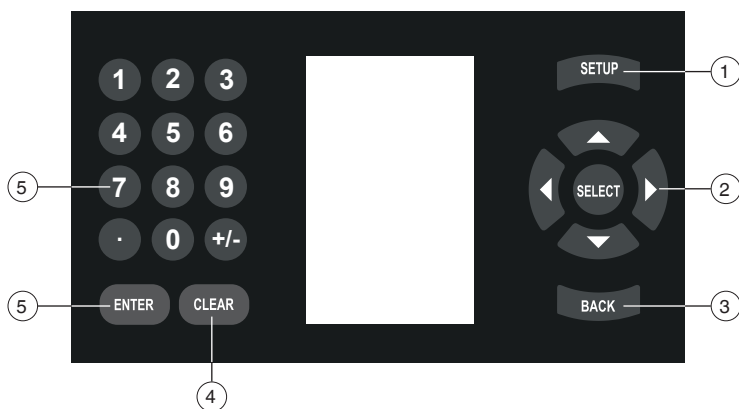 1 2 3
SETUP
1
4 5 6
5
7 8 9
SELECT
2
· 0 +/-
5
ENTER CLEAR
BACK
3
4